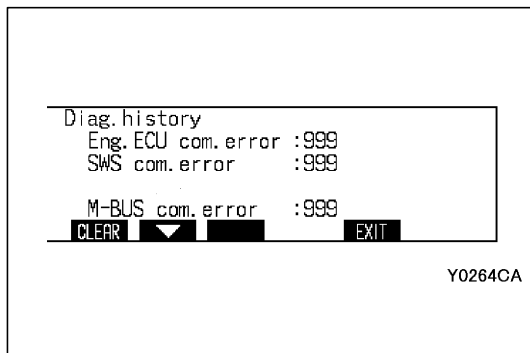 Diag.history
Eng.ECU com.error :999
SWS com.error :999
M-BUS com.error :999
CLEAR EXIT
Y0264CA